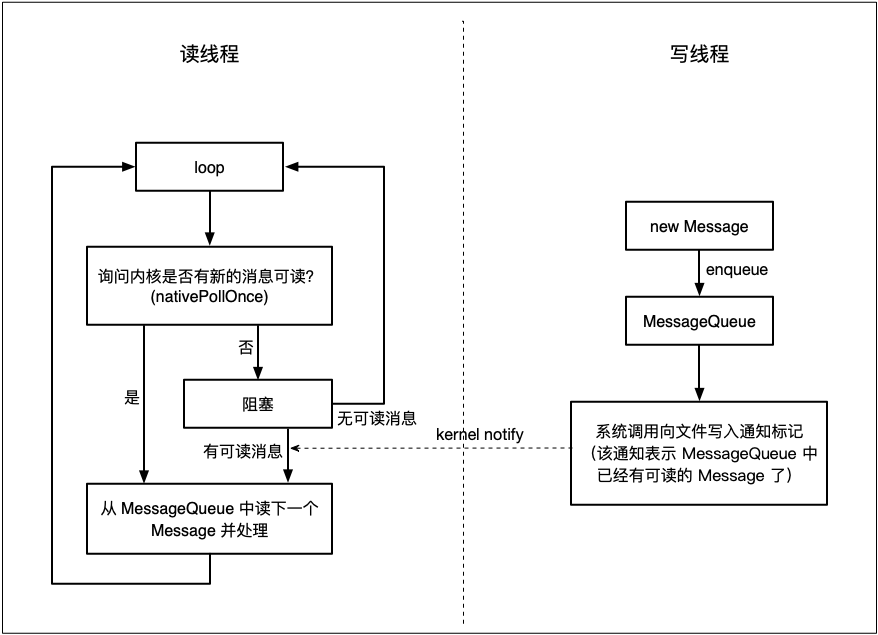 读线程
写线程
loop
询问内核是否有新的消息可读?
(nativePollOnce)
是
否
阻塞
无可读消息
有可读消息
从 MessageQueue 中读下一个
Message 并处理
kernel notify
new Message
enqueue
MessageQueue
系统调用向文件写入通知标记
（该通知表示 MessageQueue 中
已经有可读的 Message 了）